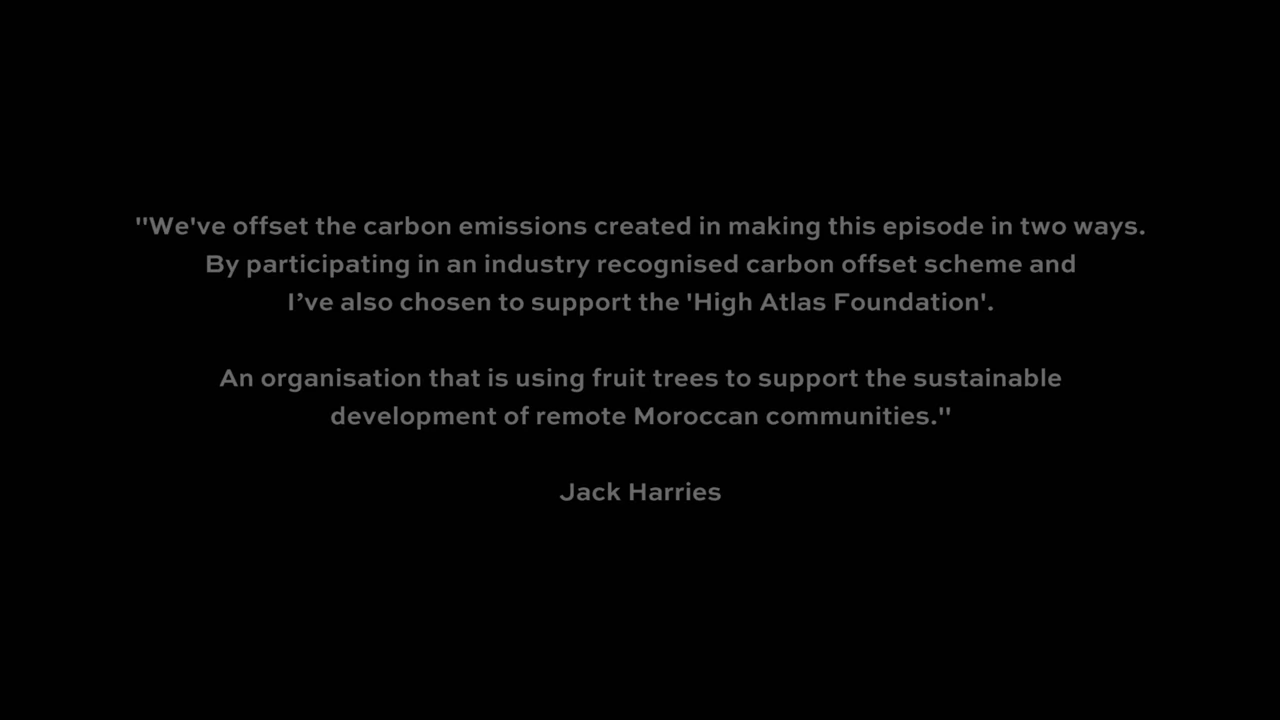 "We've offset the carbon emissions created in making this episode in two ways.
By participating in an industry recognised carbon offset scheme and
I’ve also chosen to support the 'High Atlas Foundation'.
An organisation that is using fruit trees to support the sustainable
development of remote Moroccan communities."
Jack Harries